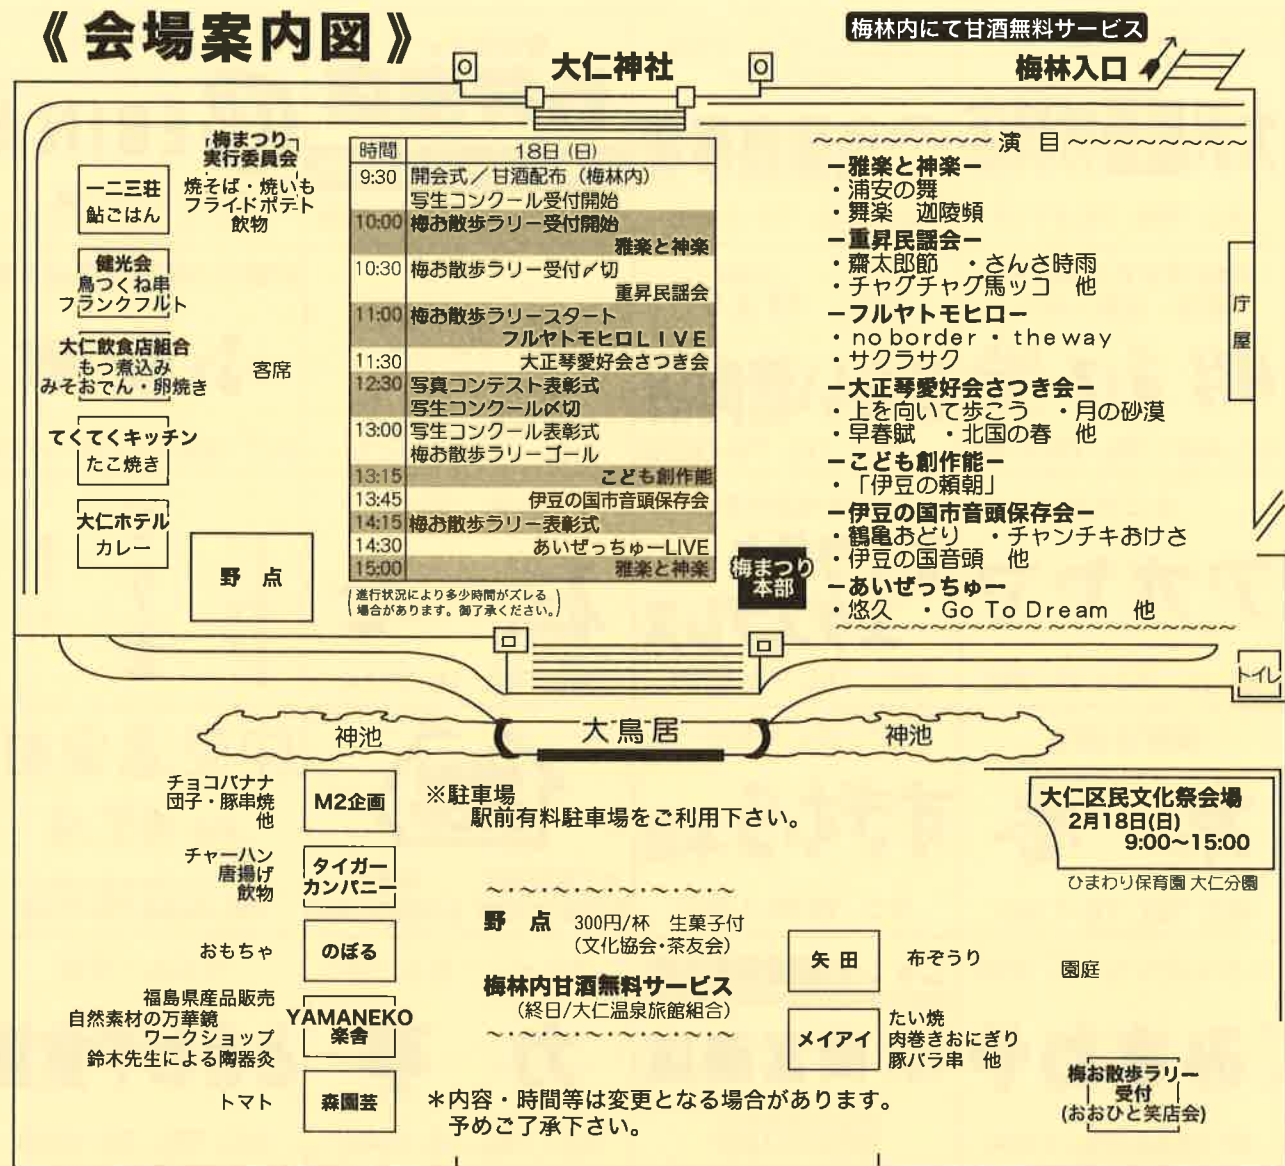 《会場案内図》
梅林内にて甘酒無料サービス
大仁神社
梅林入口
梅まつり
実行委員会
焼そば・焼いも
フライドポテト
飲物
一二三荘
鮎ごはん
健光会
鳥つくね串
フランクフルト
大仁飲食店組合
もつ煮込み
みそおでん・卵焼き
てくてくキッチン
たこ焼き
大仁ホテル
カレー
客席
野 点
時間 18日(日)
9:30 開会式/甘酒配布(梅林内)
写生コンクール受付開始
10:00 梅お散歩ラリー受付開始
雅楽と神楽
10:30 梅お散歩ラリー受付〆切
重昇民謡会
11:00 梅お散歩ラリースタート
フルヤトモヒロLIVE
11:30 大正琴愛好会さつき会
12:30 写真コンテスト表彰式
写生コンクール〆切
13:00 写生コンクール表彰式
梅お散歩ラリーゴール
13:15 こども創作能
13:45 伊豆の国市音頭保存会
14:15 梅お散歩ラリー表彰式
14:30 あいぜっちゅーLIVE
15:00 雅楽と神楽
(進行状況により多少時間がズレる
場合があります。御了承ください。)
梅まつり
本部
~~~~~~~~ 演 目 ~~~~~~~~
ー雅楽と神楽ー
・浦安の舞
・舞楽 迦陵頻
ー重昇民謡会ー
・齋太郎節 ・さんさ時雨
・チャグチャグ馬ッコ 他
ーフルヤトモヒローー
・no border ・ the way
・サクラサク
ー大正琴愛好会さつき会ー
・上を向いて歩こう ・月の砂漠
・早春賦 ・北国の春 他
ーこども創作能ー
・「伊豆の頼朝」
ー伊豆の国市音頭保存会ー
・鶴亀おどり ・チャンチキおけさ
・伊豆の国音頭 他
ーあいぜっちゅーー
・悠久 ・Go To Dream 他
庁
屋
トイレ
神池
大鳥居
神池
チョコバナナ
団子・豚串焼
他
M2企画
チャーハン
唐揚げ
飲物
タイガー
カンパニー
おもちゃ
のぼる
福島県産品販売
自然素材の万華鏡
ワークショップ
鈴木先生による陶器灸
YAMANEKO
楽舎
トマト
森園芸
※駐車場
駅前有料駐車場をご利用下さい。
野 点 300円/杯 生菓子付
(文化協会・茶友会)
梅林内甘酒無料サービス
(終日/大仁温泉旅館組合)
*内容・時間等は変更となる場合があります。
予めご了承下さい。
大仁区民文化祭会場
2月18日(日)
9:00~15:00
ひまわり保育園 大仁分園
矢 田
布ぞうり
園庭
メイアイ
たい焼
肉巻きおにぎり
豚バラ串 他
梅お散歩ラリー
受付
(おおひと笑店会)